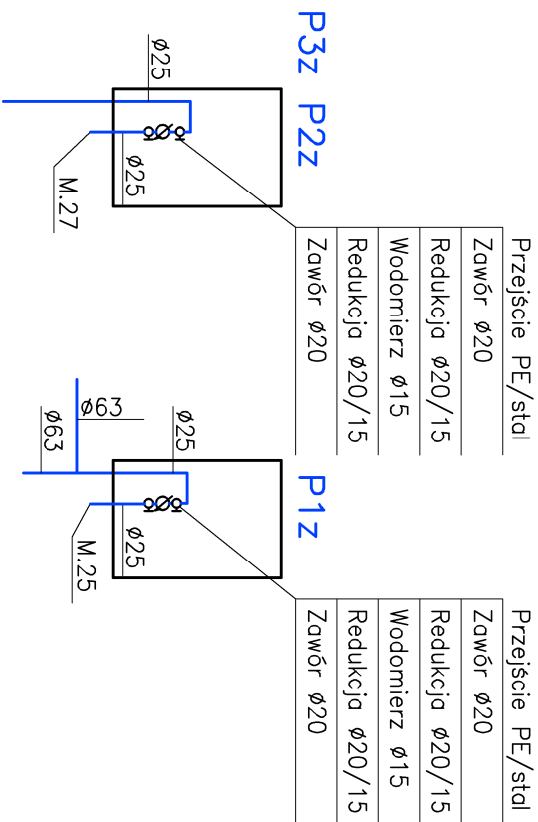 P3z P2z
Przejście PE/stal
Zawór ø20
Redukcja ø20/15
Wodomierz ø15
Redukcja ø20/15
Zawór ø20
ø25
ø25
M.27
P1z
Przejście PE/stal
Zawór ø20
Redukcja ø20/15
Wodomierz ø15
Redukcja ø20/15
Zawór ø20
ø25
ø25
ø63
ø63
M.25